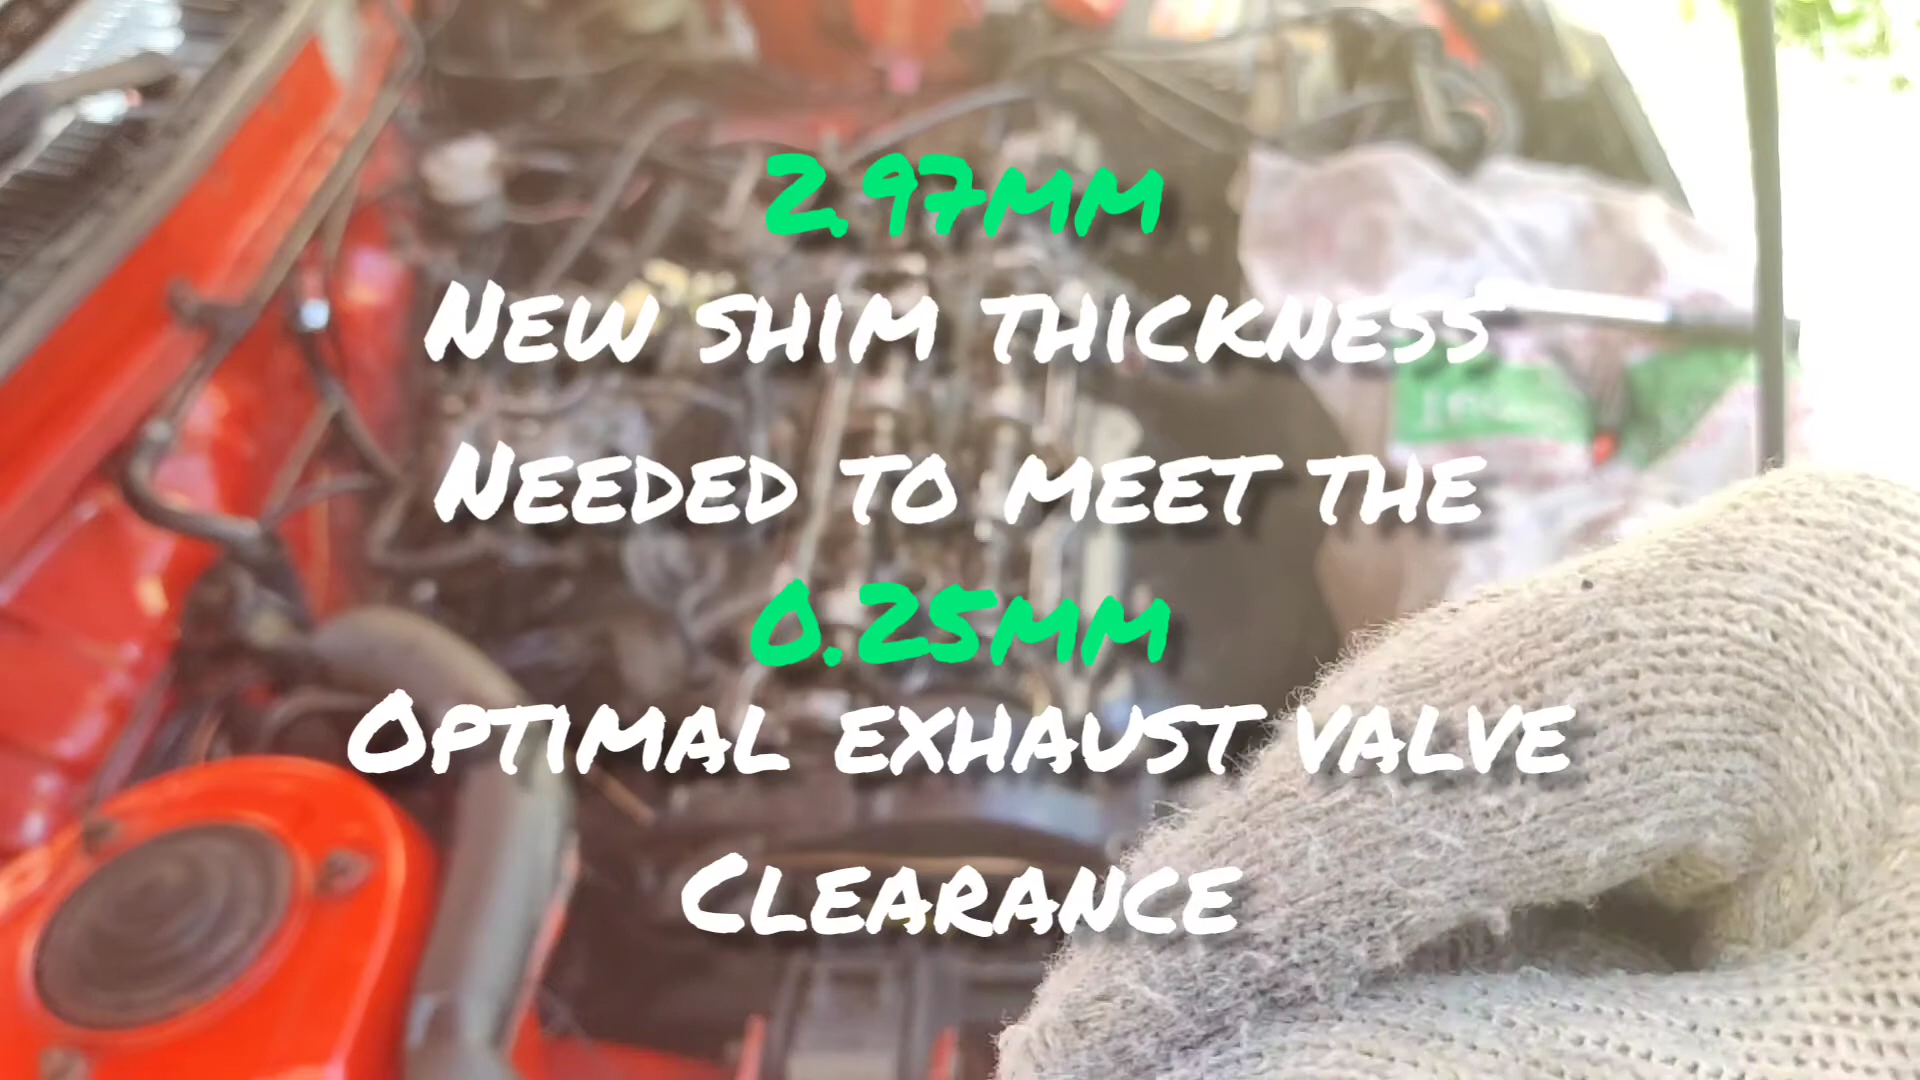 2.97mm
New shim thickness
Needed to meet the
0.25mm
Optimal exhaust valve
Clearance